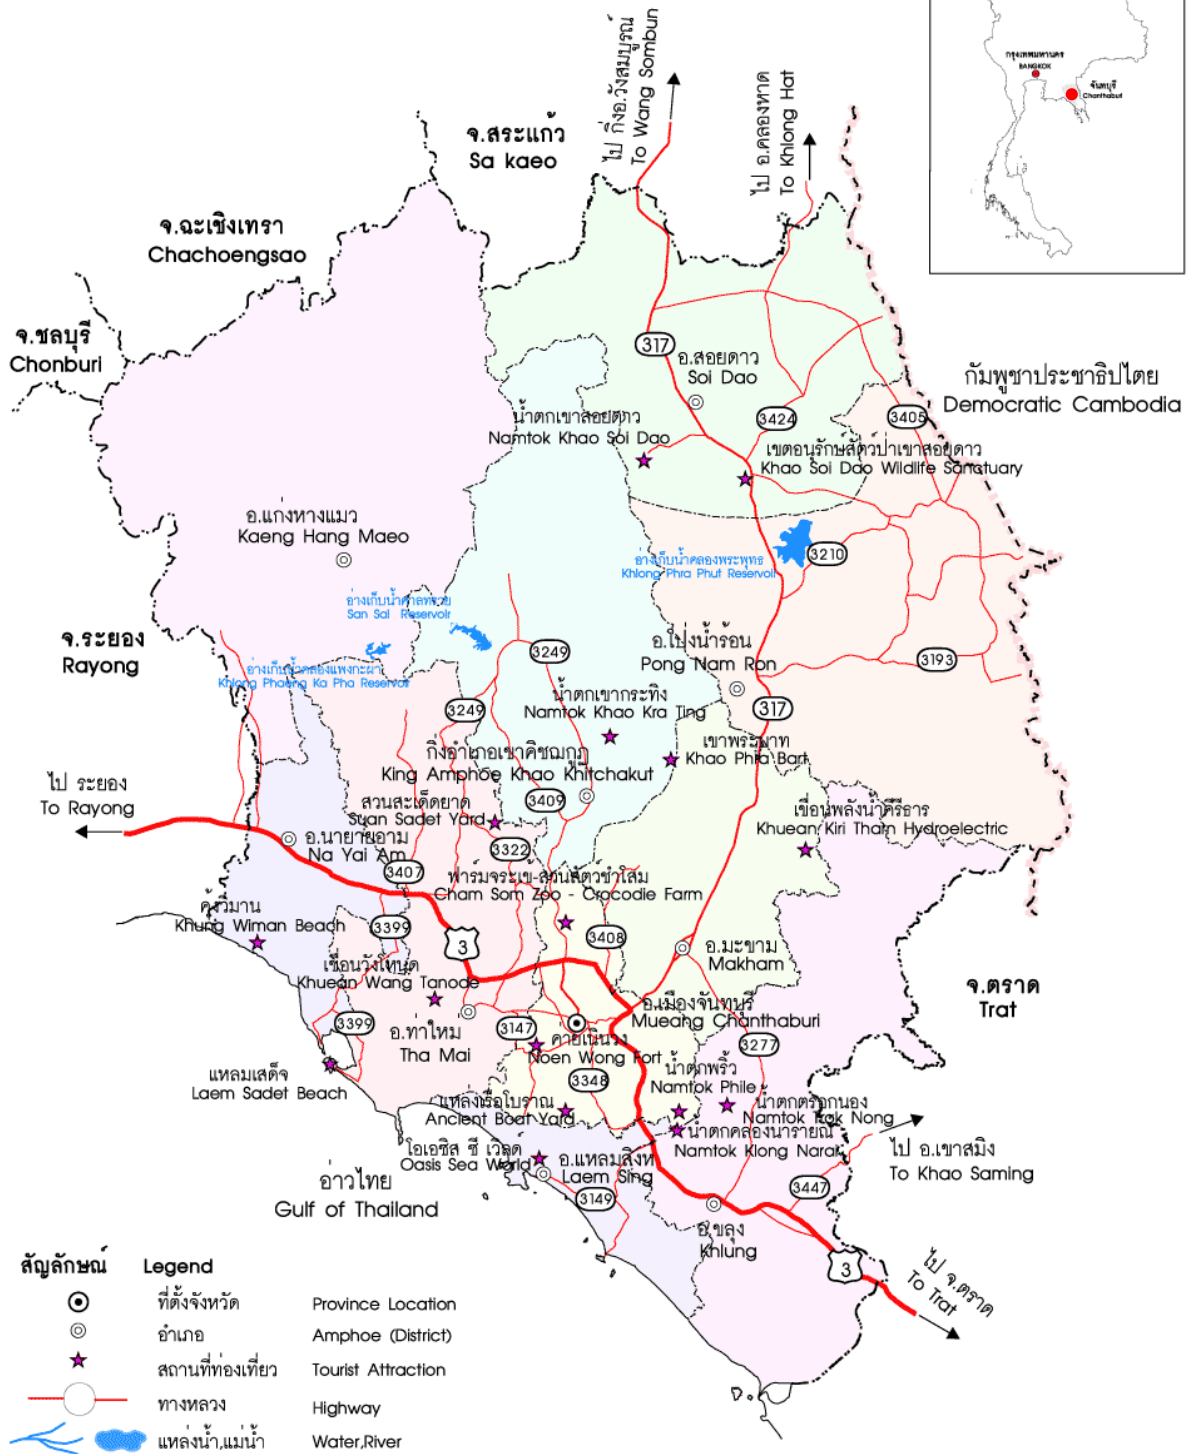 กรุงเทพมหานคร
BANGKOK
จันทบุรี
Chanthaburi
ไป กิ่งอ.วังสมบูรณ์
To Wang Sombun
ไป อ.คลองหาด
To Khlong Hat
จ.สระแก้ว
Sa kaeo
จ.ฉะเชิงเทรา
Chachoengsao
จ.ชลบุรี
Chonburi
317
อ.สอยดาว
Soi Dao
กัมพูชาประชาธิปไตย
Democratic Cambodia
น้ำตกเขาสอยดาว
Namtok Khao Soi Dao
3424
3405
เขตอนุรักษ์สัตว์ป่าเขาสอยดาว
Khao Soi Dao Wildlife Sanctuary
อ.แก่งหางแมว
Kaeng Hang Maeo
อ่างเก็บน้ำคลองพระพุทธ
Khlong Phra Phut Reservoir
3210
อ่างเก็บน้ำศาลทราย
San Sai Reservoir
จ.ระยอง
Rayong
อ่างเก็บน้ำคลองแพงกะผา
Khlong Phaeng Ka Pha Reservoir
3249
อ.โป่งน้ำร้อน
Pong Nam Ron
3193
3249
น้ำตกเขากระทิง
Namtok Khao Kra Ting
317
กิ่งอำเภอเขาคิชฌกูฏ
King Amphoe Khao Khitchakut
เขาพระบาท
Khao Phra Bart
ไป ระยอง
To Rayong
สวนสะเด็ดยาด
Suan Sadet Yard
3409
เขื่อนพลังน้ำคีรีธาร
Khuean Kiri Tharn Hydroelectric
อ.นายายอาม
Na Yai Am
3407
3322
ฟาร์มจระเข้-สวนสัตว์ชำโสม
Cham Som Zoo - Crocodie Farm
คุ้งวิมาน
Khung Wiman Beach
3399
3
3408
อ.มะขาม
Makham
เขื่อนวังโทนด
Khuean Wang Tanode
จ.ตราด
Trat
3399
อ.ท่าใหม่
Tha Mai
3147
อ.เมืองจันทบุรี
Mueang Chanthaburi
ค่ายเนินวง
Noen Wong Fort
3277
แหลมเสด็จ
Laem Sadet Beach
3348
น้ำตกพริ้ว
Namtok Phile
แหล่งเรือโบราณ
Ancient Boat Yard
น้ำตกตรอกนอง
Namtok Trok Nong
น้ำตกคลองนารายณ์
Namtok Klong Narai
โอเอซิส ซี เวิลด์
Oasis Sea World
อ.แหลมสิงห์
Laem Sing
ไป อ.เขาสมิง
To Khao Saming
อ่าวไทย
Gulf of Thailand
3149
3447
อ.ขลุง
Khlung
3
ไป จ.ตราด
To Trat
สัญลักษณ์ Legend
ที่ตั้งจังหวัด Province Location
อำเภอ Amphoe (District)
สถานที่ท่องเที่ยว Tourist Attraction
ทางหลวง Highway
แหล่งน้ำ,แม่น้ำ Water,River